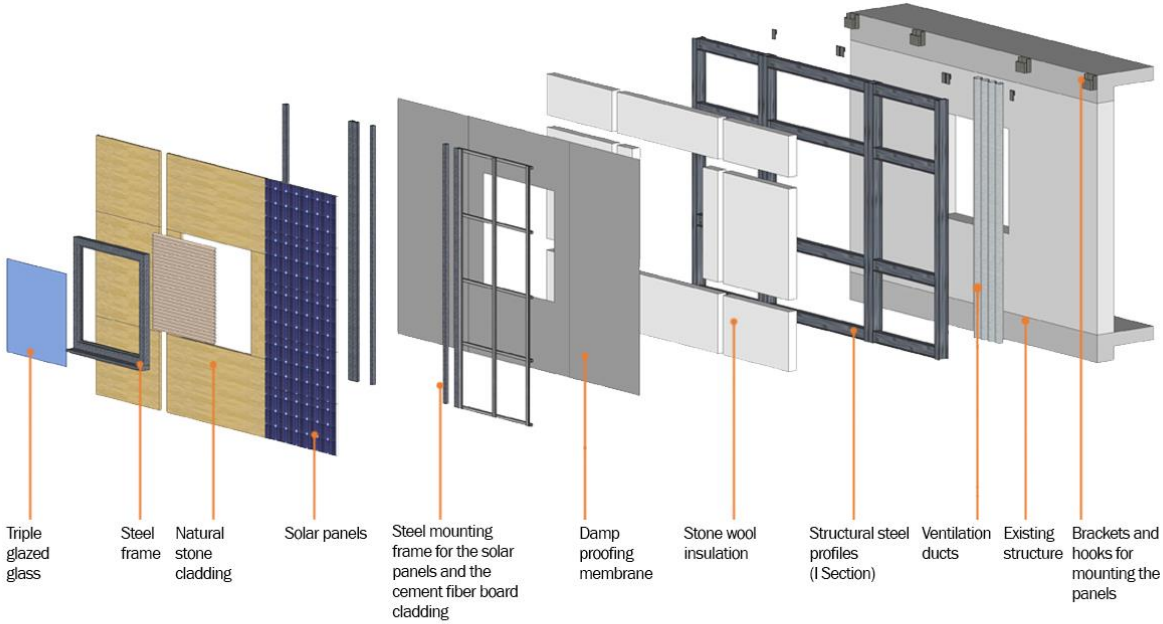 Triple
glazed
glass
Steel
frame
Natural
stone
cladding
Solar panels
Steel mounting
frame for the solar
panels and the
cement fiber board
cladding
Damp
proofing
membrane
Stone wool
insulation
Structural steel
profiles
(I Section)
Ventilation
ducts
Existing
structure
Brackets and
hooks for
mounting the
panels